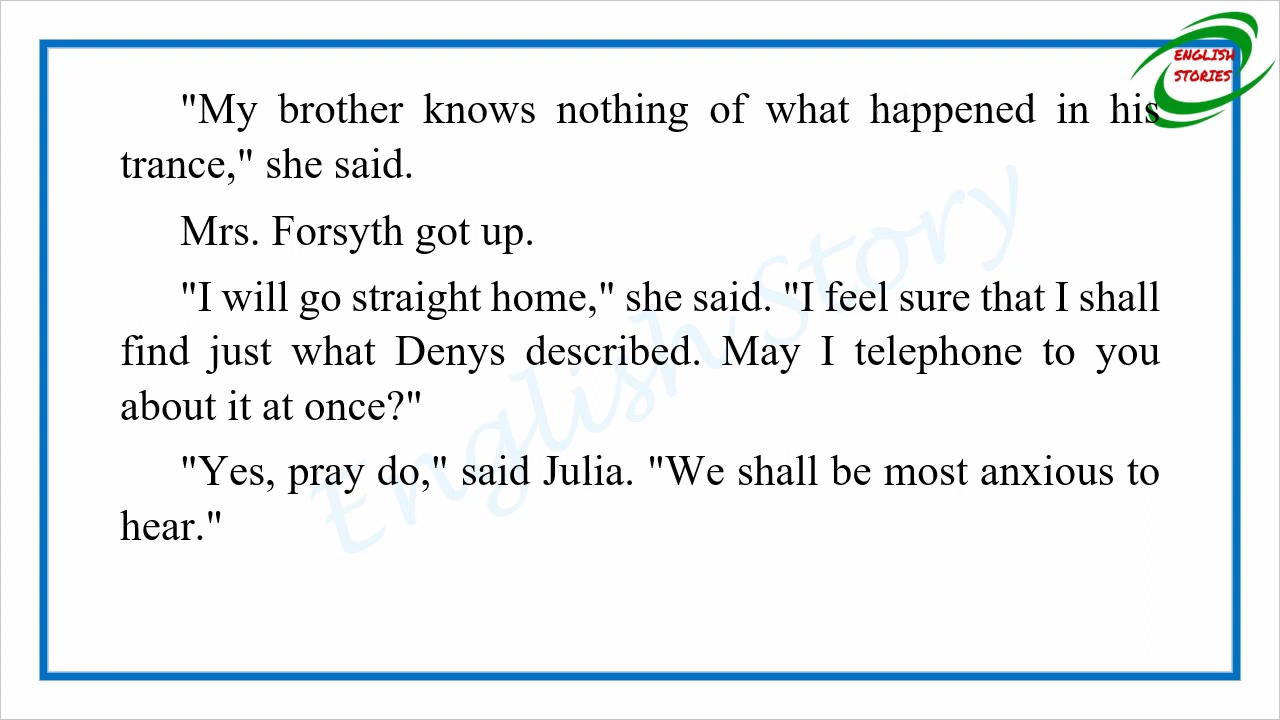 ENGLISH
STORIES
"My brother knows nothing of what happened in his
trance," she said.
Mrs. Forsyth got up.
"I will go straight home," she said. "I feel sure that I shall
find just what Denys described. May I telephone to you
about it at once?"
"Yes, pray do," said Julia. "We shall be most anxious to
hear."
English Story